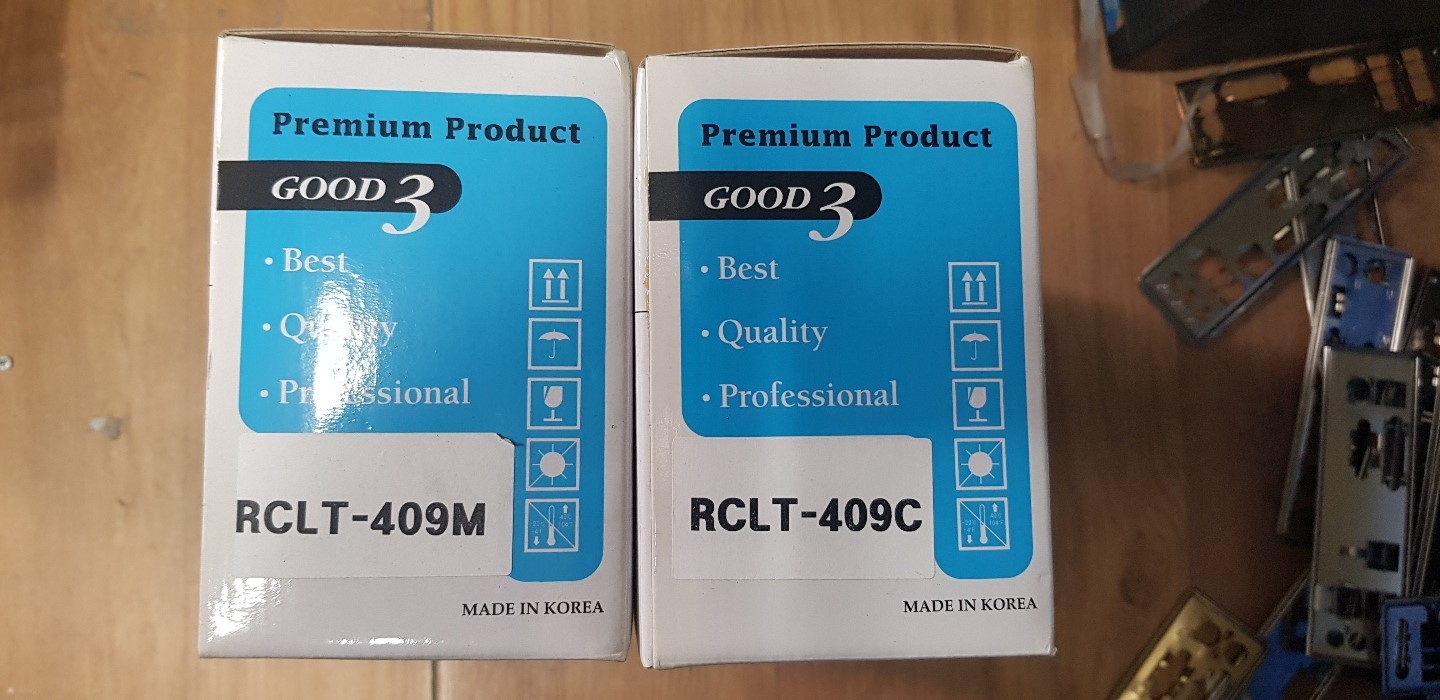 Premium Product
GOOD 3
• Best
• Quality
• Professional
RCLT-409M
MADE IN KOREA
Premium Product
GOOD 3
• Best
• Quality
• Professional
RCLT-409C
MADE IN KOREA